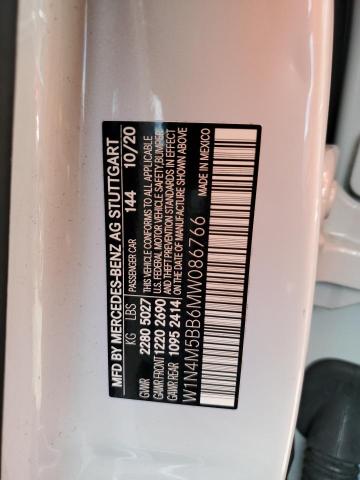 MFD BY MERCEDES-BENZ AG STUTTGART
KG LBS PASSENGER CAR 144 10/20
GVWR 2280 5027
GAWR FRONT 1220 2690
GAWR REAR 1095 2414
THIS VEHICLE CONFORMS TO ALL APPLICABLE
U.S. FEDERAL MOTOR VEHICLE SAFETY, BUMPER,
AND THEFT PREVENTION STANDARDS IN EFFECT
ON THE DATE OF MANUFACTURE SHOWN ABOVE
W1N4M5BB6MW086766 MADE IN MEXICO